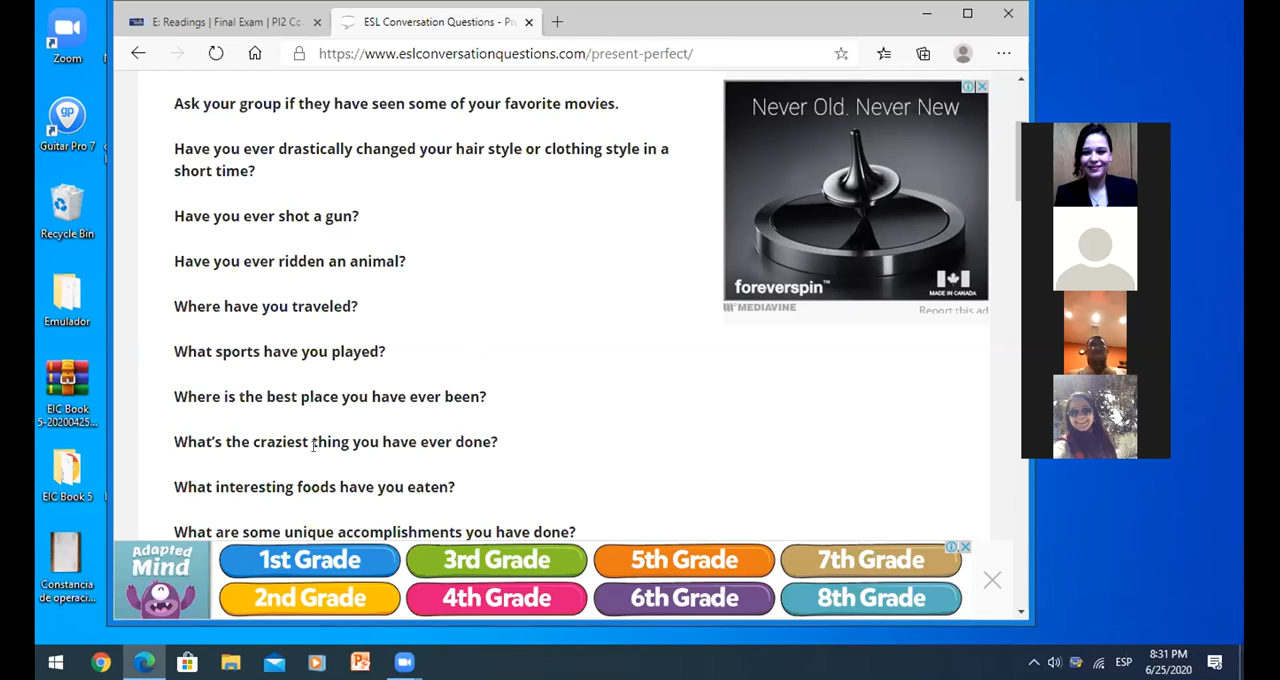 E: Readings | Final Exam | PI2 Co
ESL Conversation Questions - Pr
https://www.eslconversationquestions.com/present-perfect/
Zoom
Guitar Pro 7
Recycle Bin
Emulador
EIC Book
5-20200425...
EIC Book 5
Constancia
de operaci...
Ask your group if they have seen some of your favorite movies.
Have you ever drastically changed your hair style or clothing style in a
short time?
Have you ever shot a gun?
Have you ever ridden an animal?
Where have you traveled?
What sports have you played?
Where is the best place you have ever been?
What's the craziest thing you have ever done?
What interesting foods have you eaten?
What are some unique accomplishments you have done?
Never Old. Never New
foreverspin™
MADE IN CANADA
MEDIAVINE
Report this ad
Adapted
Mind
1st Grade
3rd Grade
5th Grade
7th Grade
2nd Grade
4th Grade
6th Grade
8th Grade
ESP
8:31 PM
6/25/2020